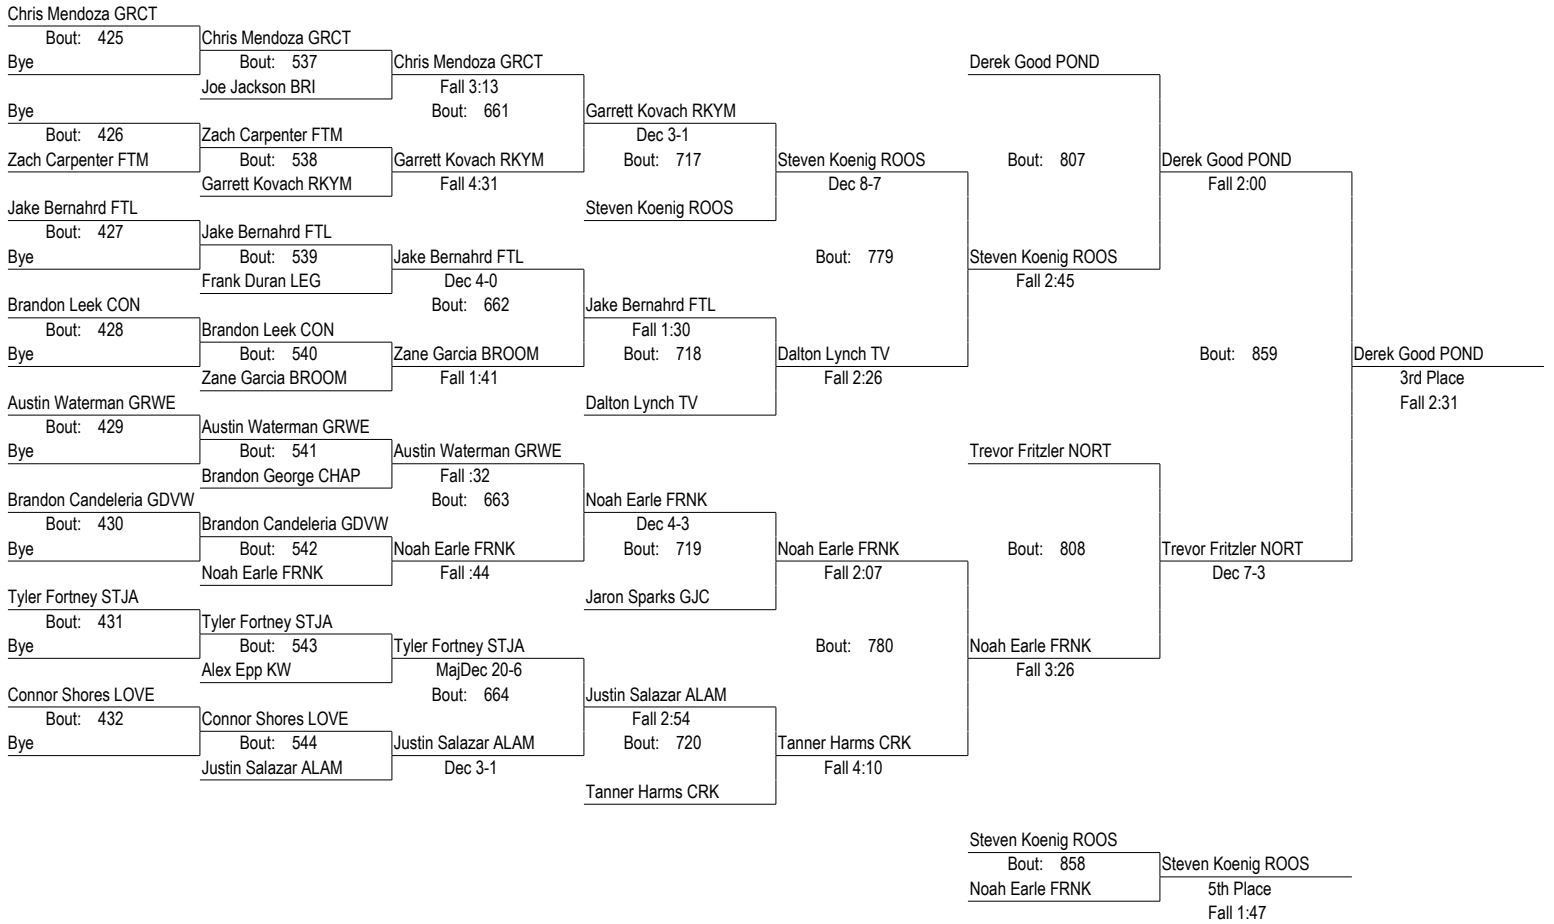 Chris Mendoza GRCT
Bout: 425 Chris Mendoza GRCT
Bye Bout: 537 Chris Mendoza GRCT Derek Good POND
Joe Jackson BRI Fall 3:13
Bye Bout: 661 Garrett Kovach RKYM
Bout: 426 Zach Carpenter FTM Dec 3-1
Zach Carpenter FTM Bout: 538 Garrett Kovach RKYM Bout: 717 Steven Koenig ROOS Bout: 807 Derek Good POND
Garrett Kovach RKYM Fall 4:31 Dec 8-7 Fall 2:00
Jake Bernahrd FTL Steven Koenig ROOS
Bout: 427 Jake Bernahrd FTL
Bye Bout: 539 Jake Bernahrd FTL Bout: 779 Steven Koenig ROOS
Frank Duran LEG Dec 4-0 Fall 2:45
Brandon Leek CON Bout: 662 Jake Bernahrd FTL
Bout: 428 Brandon Leek CON Fall 1:30
Bye Bout: 540 Zane Garcia BROOM Bout: 718 Dalton Lynch TV Bout: 859 Derek Good POND
Zane Garcia BROOM Fall 1:41 Fall 2:26 3rd Place
Austin Waterman GRWE Dalton Lynch TV Fall 2:31
Bout: 429 Austin Waterman GRWE
Bye Bout: 541 Austin Waterman GRWE Trevor Fritzler NORT
Brandon George CHAP Fall :32
Brandon Candeleria GDVW Bout: 663 Noah Earle FRNK
Bout: 430 Brandon Candeleria GDVW Dec 4-3
Bye Bout: 542 Noah Earle FRNK Bout: 719 Noah Earle FRNK Bout: 808 Trevor Fritzler NORT
Noah Earle FRNK Fall :44 Fall 2:07 Dec 7-3
Tyler Fortney STJA Jaron Sparks GJC
Bout: 431 Tyler Fortney STJA
Bye Bout: 543 Tyler Fortney STJA Bout: 780 Noah Earle FRNK
Alex Epp KW MajDec 20-6 Fall 3:26
Connor Shores LOVE Bout: 664 Justin Salazar ALAM
Bout: 432 Connor Shores LOVE Fall 2:54
Bye Bout: 544 Justin Salazar ALAM Bout: 720 Tanner Harms CRK
Justin Salazar ALAM Dec 3-1 Fall 4:10
Tanner Harms CRK
Steven Koenig ROOS
Bout: 858 Steven Koenig ROOS
Noah Earle FRNK 5th Place
Fall 1:47